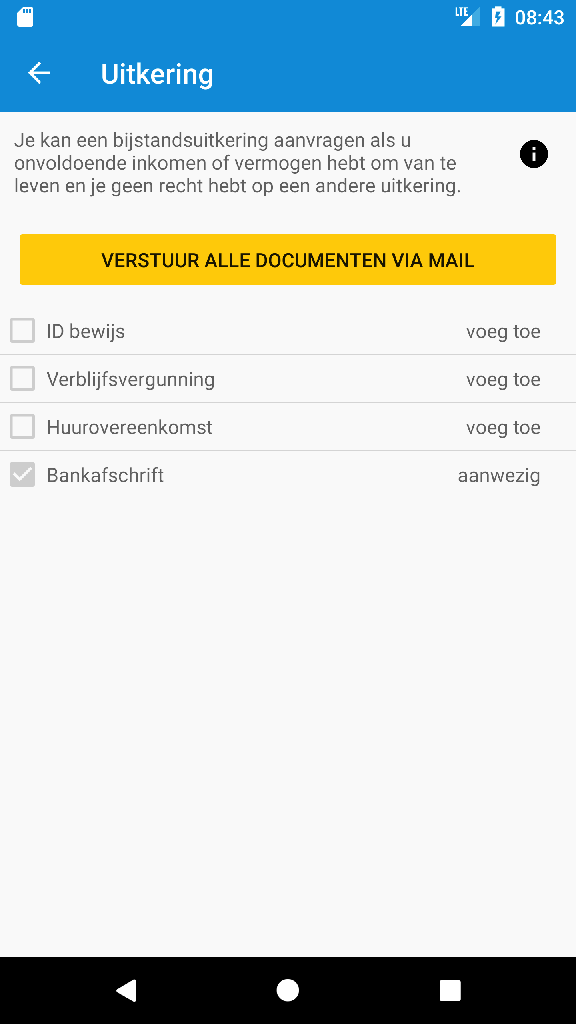 LTE 08:43
Uitkering
Je kan een bijstandsuitkering aanvragen als u
onvoldoende inkomen of vermogen hebt om van te
leven en je geen recht hebt op een andere uitkering.
VERSTUUR ALLE DOCUMENTEN VIA MAIL
ID bewijs voeg toe
Verblijfsvergunning voeg toe
Huurovereenkomst voeg toe
Bankafschrift aanwezig